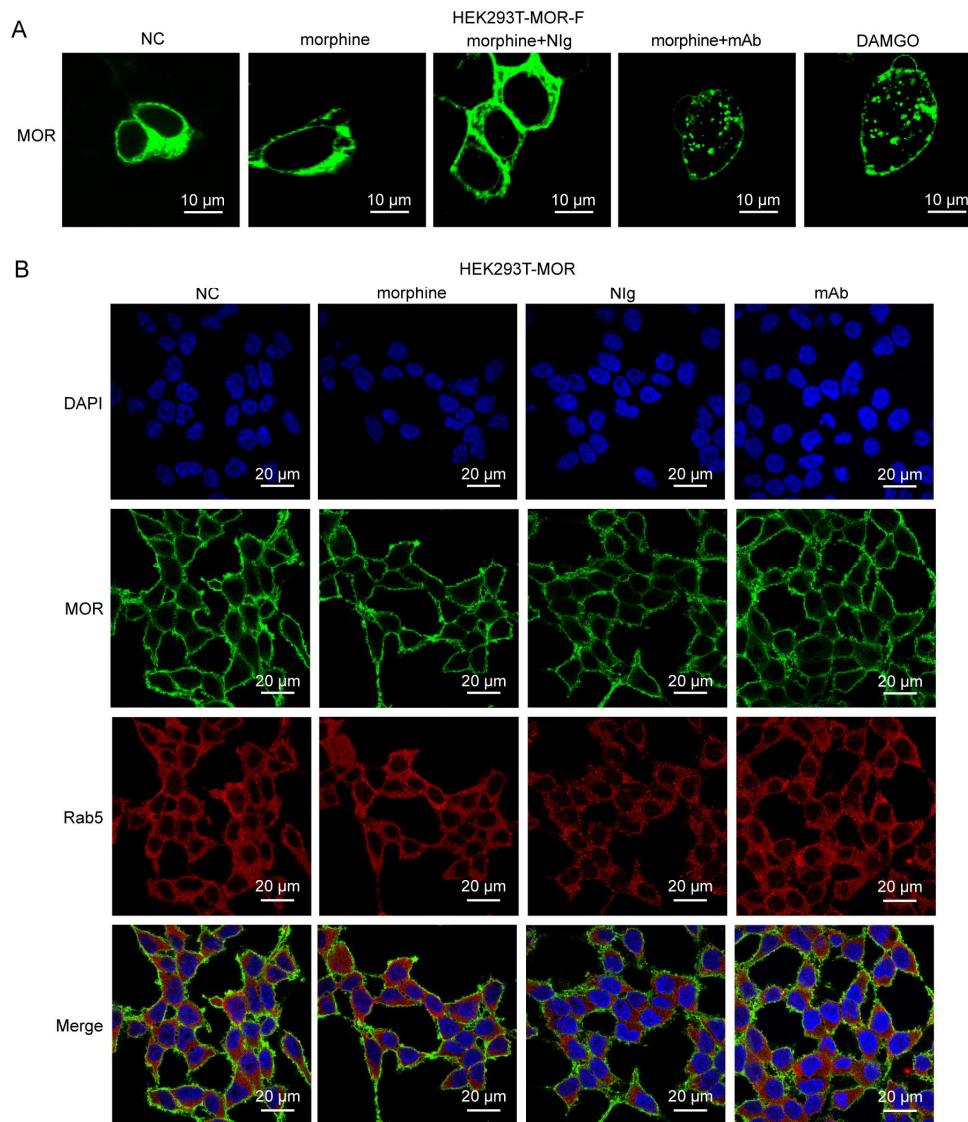 A
HEK293T-MOR-F
NC
morphine
morphine+NIg
morphine+mAb
DAMGO
MOR
10 µm
10 µm
10 µm
10 µm
10 µm
B
HEK293T-MOR
NC
morphine
NIg
mAb
DAPI
20 µm
20 µm
20 µm
20 µm
MOR
20 µm
20 µm
20 µm
20 µm
Rab5
20 µm
20 µm
20 µm
20 µm
Merge
20 µm
20 µm
20 µm
20 µm